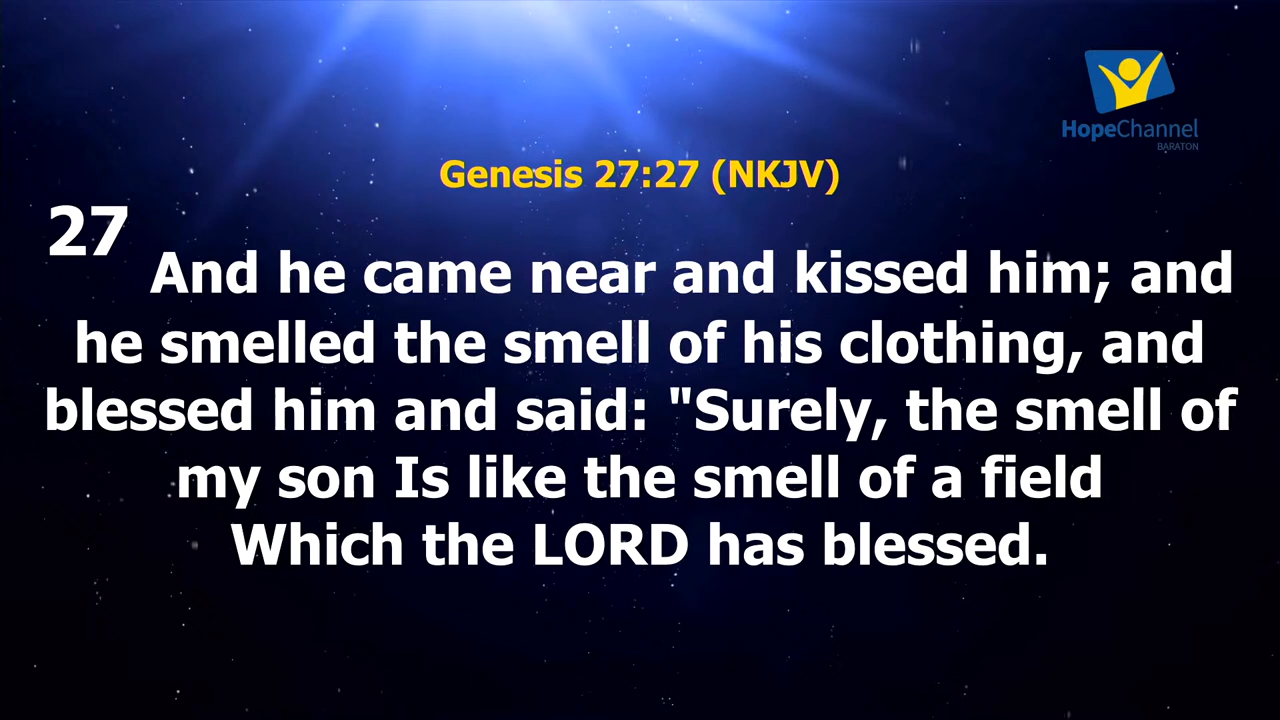 HopeChannel
BARATON
Genesis 27:27 (NKJV)
27 And he came near and kissed him; and
he smelled the smell of his clothing, and
blessed him and said: "Surely, the smell of
my son Is like the smell of a field
Which the LORD has blessed.